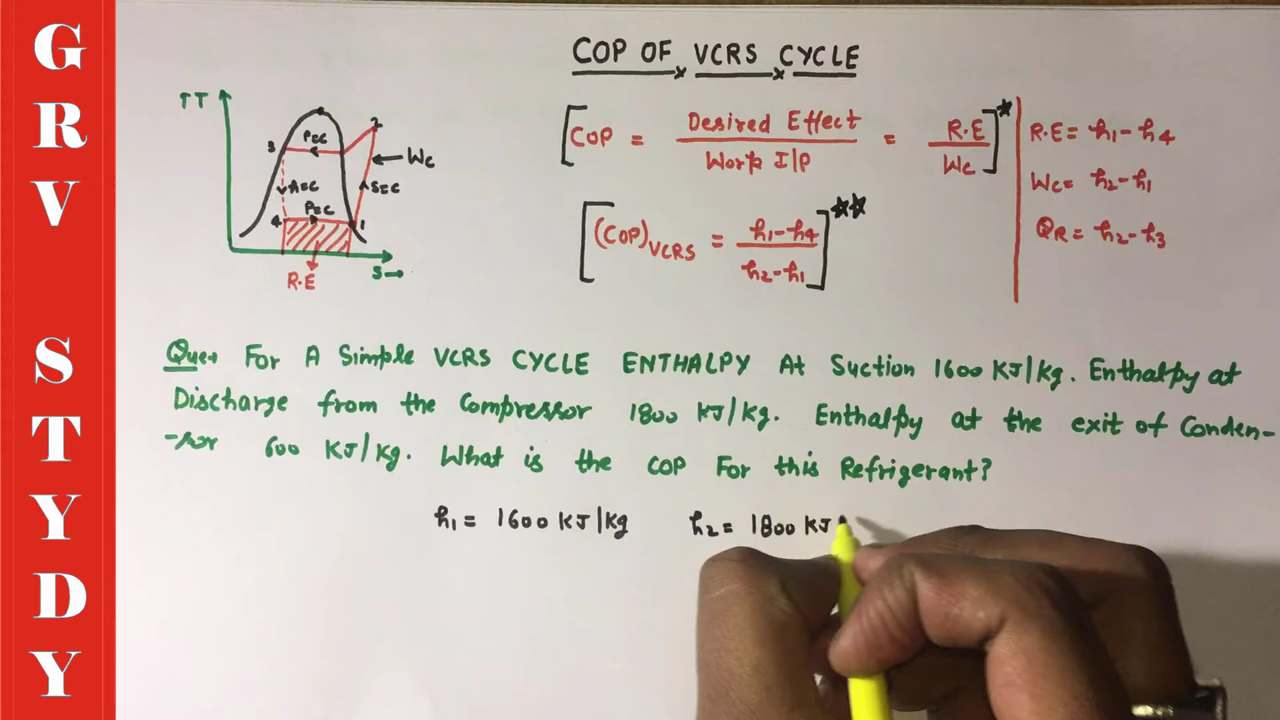 GRV STYDY
COP OF VCRS CYCLE
↑T
3
P=C
2
Wc
h=C
S=C
4
P=C
1
S→
R.E
[COP = Desired Effect / Work I/P = R.E / Wc]*
R.E = h1-h4
Wc = h2-h1
QR = h2-h3
[(COP)VCRS = h1-h4 / h2-h1]**
Que→ For A Simple VCRS CYCLE ENTHALPY At Suction 1600 KJ/kg. Enthalpy at
Discharge from the Compressor 1800 KJ/kg. Enthalpy at the exit of Conden-
-sor 600 KJ/kg. What is the COP For this Refrigerant?
h1 = 1600 KJ/kg h2 = 1800 KJ